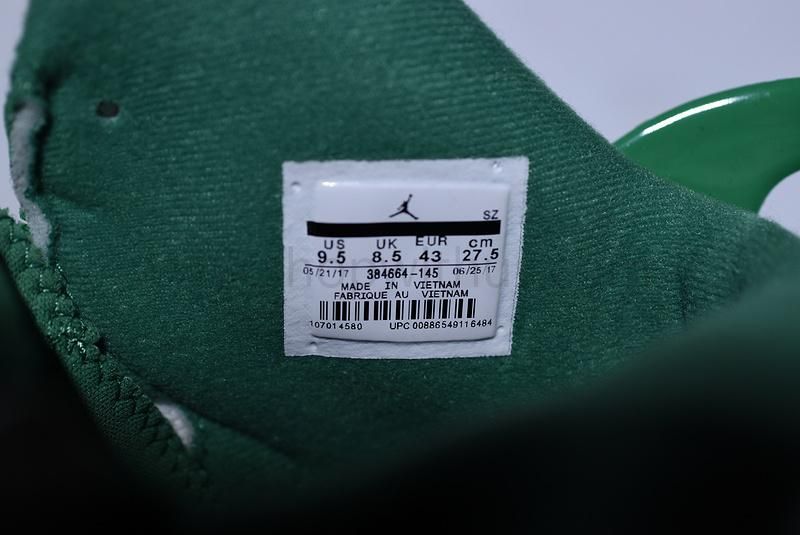 SZ
US UK EUR cm
9.5 8.5 43 27.5
05/21/17 384664-145 06/25/17
MADE IN VIETNAM
FABRIQUE AU VIETNAM
107014580 UPC 00886549116484